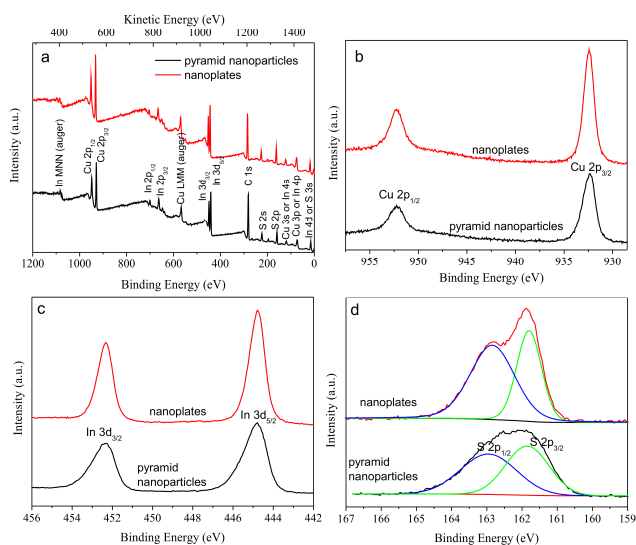 Kinetic Energy (eV)
400 600 800 1000 1200 1400
a
pyramid nanoparticles
nanoplates
In MNN (auger)
Cu 2p1/2
Cu 2p3/2
In 2p1/2
In 2p3/2
Cu LMM (auger)
In 3d3/2
In 3d5/2
C 1s
S 2s
S 2p
Cu 3s or In 4s
Cu 3p or In 4p
In 4d or S 3s
Intensity (a.u.)
1200 1000 800 600 400 200 0
Binding Energy (eV)
b
nanoplates
Cu 2p3/2
Cu 2p1/2
pyramid nanoparticles
Intensity (a.u.)
955 950 945 940 935 930
Binding Energy (eV)
c
nanoplates
In 3d5/2
In 3d3/2
pyramid
nanoparticles
Intensity (a.u.)
456 454 452 450 448 446 444 442
Binding Energy (eV)
d
nanoplates
S 2p3/2
S 2p1/2
pyramid
nanoparticles
Intensity (a.u.)
167 166 165 164 163 162 161 160 159
Binding Energy (eV)